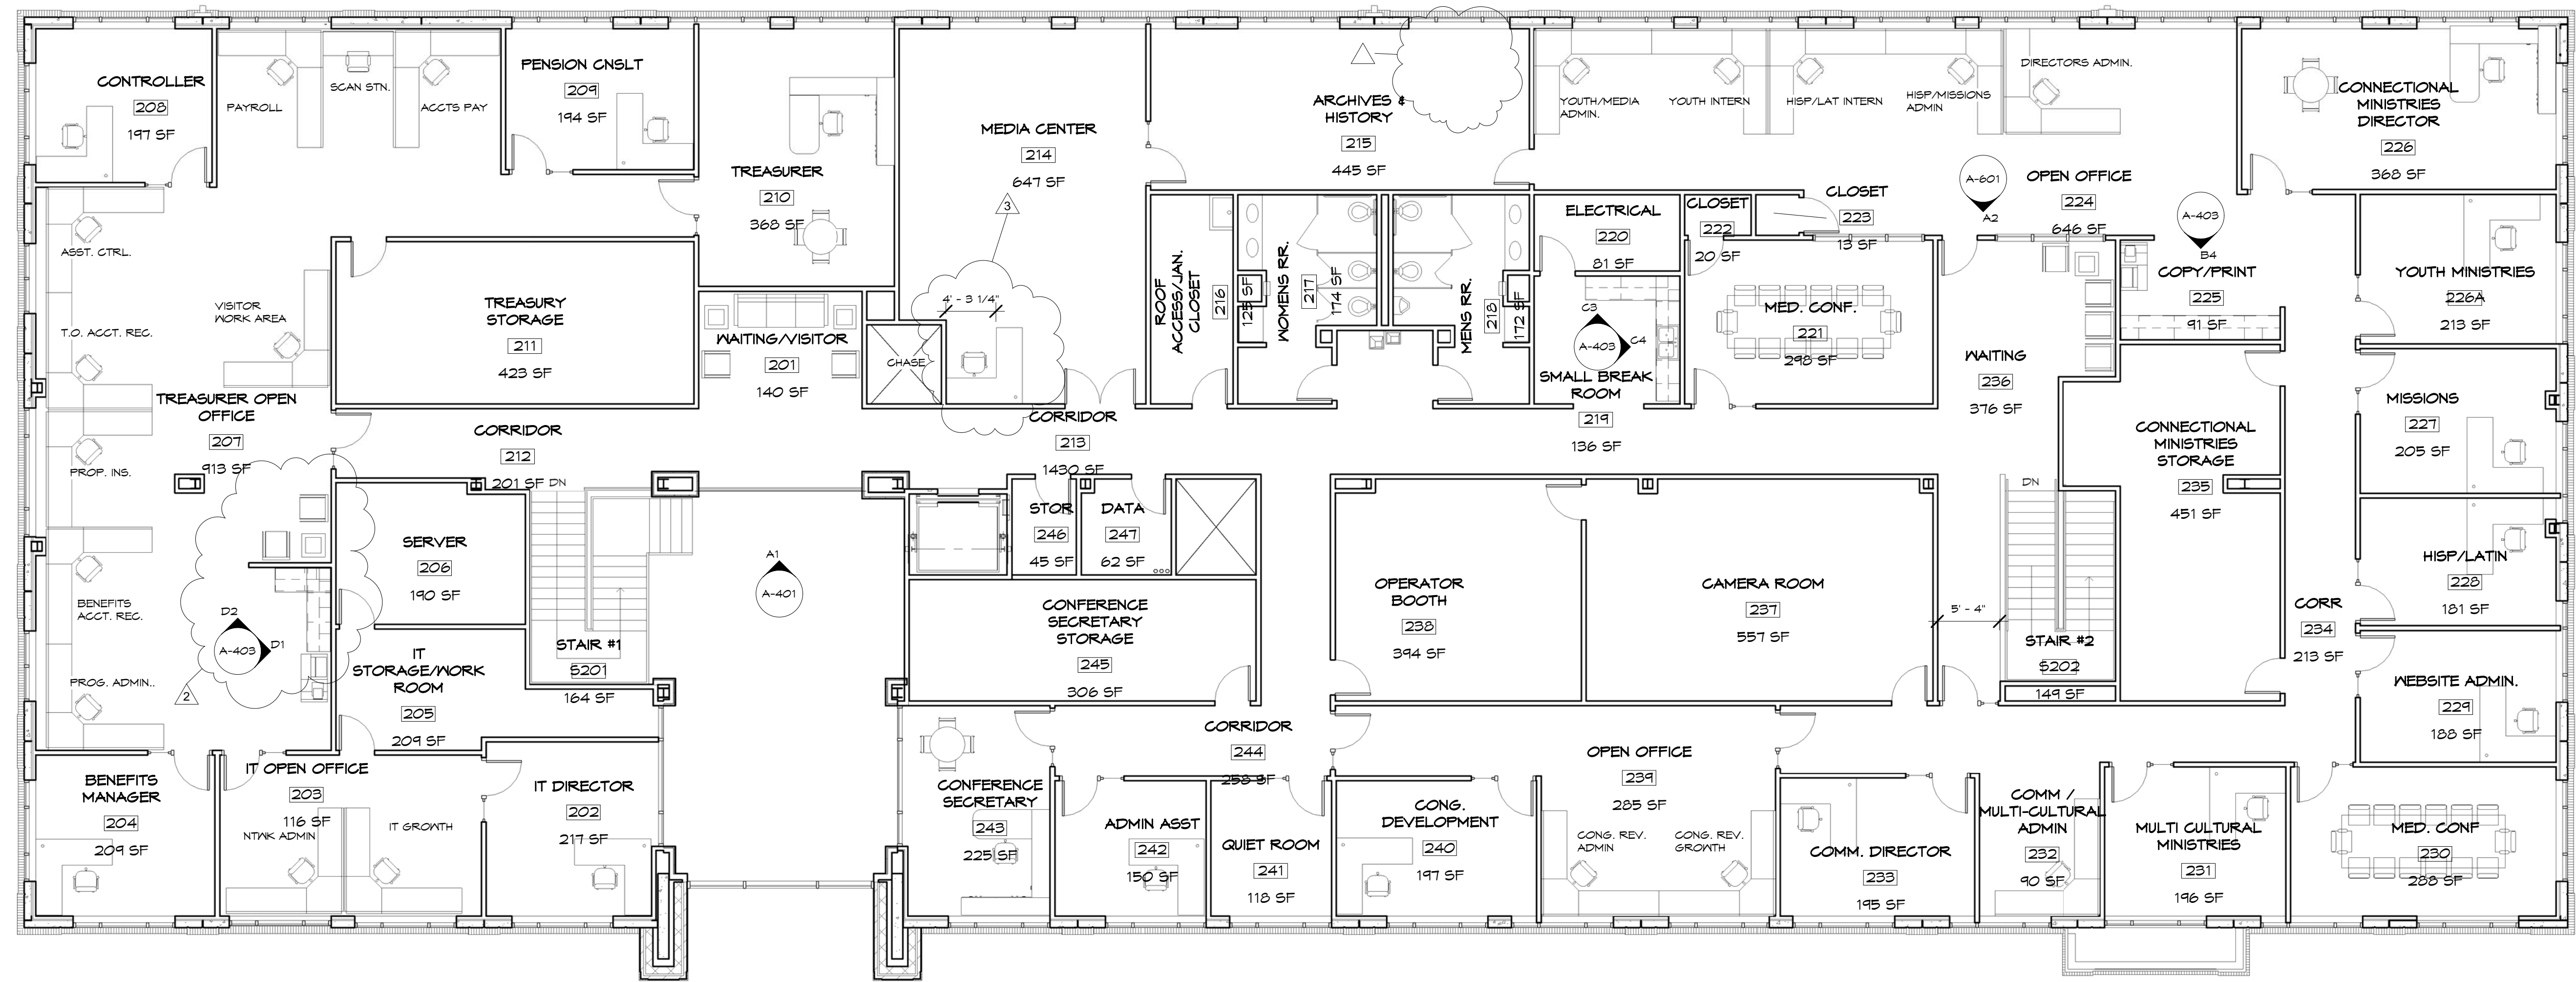 CONTROLLER
208
197 SF
PAYROLL
SCAN STN.
ACCTS PAY
PENSION CNSLT
209
194 SF
TREASURER
210
368 SF
MEDIA CENTER
214
647 SF
3
4' - 3 1/4"
ARCHIVES &
HISTORY
215
445 SF
YOUTH/MEDIA
ADMIN.
YOUTH INTERN
HISP/LAT INTERN
HISP/MISSIONS
ADMIN
DIRECTORS ADMIN.
OPEN OFFICE
224
646 SF
A-601
A2
CONNECTIONAL
MINISTRIES
DIRECTOR
226
368 SF
ASST. CTRL.
T.O. ACCT. REC.
VISITOR
WORK AREA
TREASURER OPEN
OFFICE
207
913 SF
PROP. INS.
BENEFITS
ACCT. REC.
PROG. ADMIN..
D2
A-403
D1
2
TREASURY
STORAGE
211
423 SF
WAITING/VISITOR
201
140 SF
CHASE
ROOF
ACCESS/JAN.
CLOSET
216
125 SF
WOMENS RR.
217
174 SF
MENS RR.
218
172 SF
ELECTRICAL
220
81 SF
CLOSET
222
20 SF
CLOSET
223
13 SF
C3
A-403
C4
SMALL BREAK
ROOM
219
136 SF
MED. CONF.
221
298 SF
WAITING
236
376 SF
A-403
B4
COPY/PRINT
225
91 SF
YOUTH MINISTRIES
226A
213 SF
CORRIDOR
212
201 SF
CORRIDOR
213
1430 SF
CONNECTIONAL
MINISTRIES
STORAGE
235
451 SF
MISSIONS
227
205 SF
SERVER
206
190 SF
DN
STAIR #1
S201
164 SF
A1
A-401
STOR
246
45 SF
DATA
247
62 SF
CONFERENCE
SECRETARY
STORAGE
245
306 SF
OPERATOR
BOOTH
238
394 SF
CAMERA ROOM
237
557 SF
5' - 4"
DN
STAIR #2
S202
149 SF
CORR
234
213 SF
HISP/LATIN
228
181 SF
IT
STORAGE/WORK
ROOM
205
209 SF
WEBSITE ADMIN.
229
188 SF
BENEFITS
MANAGER
204
209 SF
IT OPEN OFFICE
203
116 SF
NTWK ADMIN
IT GROWTH
IT DIRECTOR
202
217 SF
CONFERENCE
SECRETARY
243
225 SF
CORRIDOR
244
258 SF
ADMIN ASST
242
150 SF
QUIET ROOM
241
118 SF
CONG.
DEVELOPMENT
240
197 SF
OPEN OFFICE
239
285 SF
CONG. REV.
ADMIN
CONG. REV.
GROWTH
COMM. DIRECTOR
233
195 SF
COMM /
MULTI-CULTURAL
ADMIN
232
90 SF
MULTI CULTURAL
MINISTRIES
231
196 SF
MED. CONF
230
288 SF